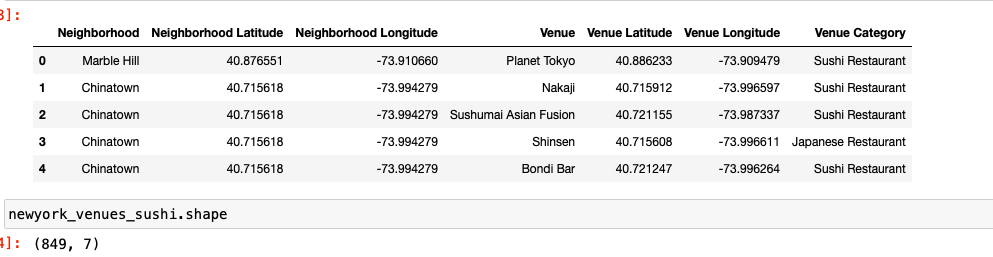 3]:
Neighborhood Neighborhood Latitude Neighborhood Longitude Venue Venue Latitude Venue Longitude Venue Category
0 Marble Hill 40.876551 -73.910660 Planet Tokyo 40.886233 -73.909479 Sushi Restaurant
1 Chinatown 40.715618 -73.994279 Nakaji 40.715912 -73.996597 Sushi Restaurant
2 Chinatown 40.715618 -73.994279 Sushumai Asian Fusion 40.721155 -73.987337 Sushi Restaurant
3 Chinatown 40.715618 -73.994279 Shinsen 40.715608 -73.996611 Japanese Restaurant
4 Chinatown 40.715618 -73.994279 Bondi Bar 40.721247 -73.996264 Sushi Restaurant
newyork_venues_sushi.shape
4]: (849, 7)